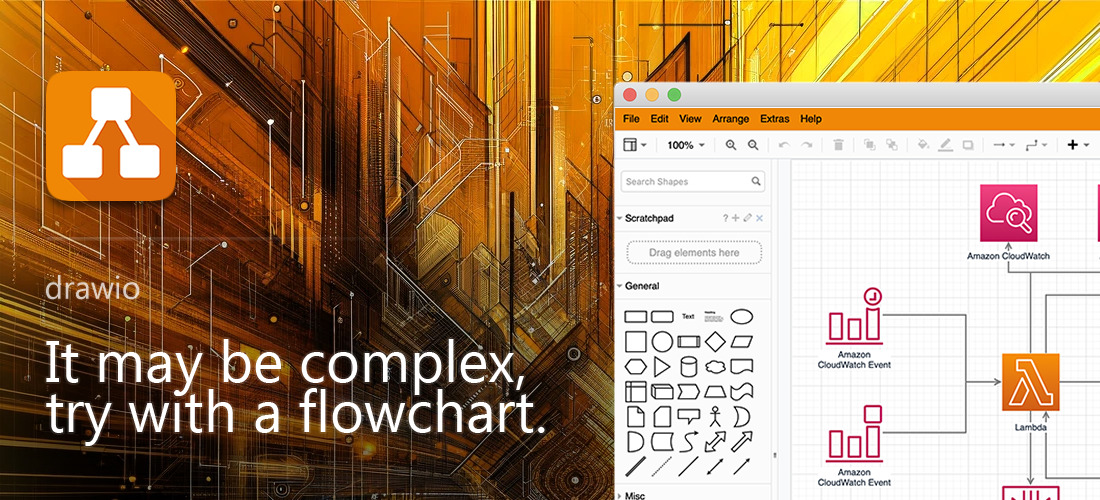 drawio
It may be complex,
try with a flowchart.
File Edit View Arrange Extras Help
100%
Search Shapes
Scratchpad
?
Drag elements here
General
Text
Heading
Misc
Amazon CloudWatch
Amazon
CloudWatch Event
Lambda
Amazon
CloudWatch Event